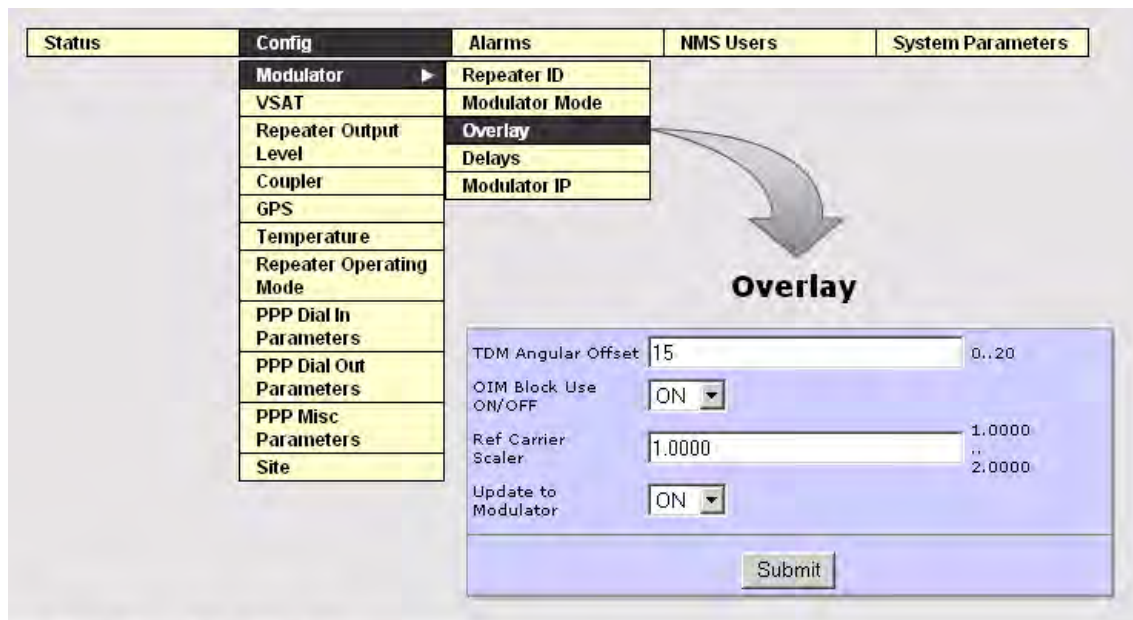 Status Config Alarms NMS Users System Parameters
Modulator
VSAT
Repeater Output
Level
Coupler
GPS
Temperature
Repeater Operating
Mode
PPP Dial In
Parameters
PPP Dial Out
Parameters
PPP Misc
Parameters
Site
Repeater ID
Modulator Mode
Overlay
Delays
Modulator IP
Overlay
TDM Angular Offset 15 0..20
OIM Block Use
ON/OFF
ON
Ref Carrier
Scaler
1.0000
1.0000
..
2.0000
Update to
Modulator
ON
Submit